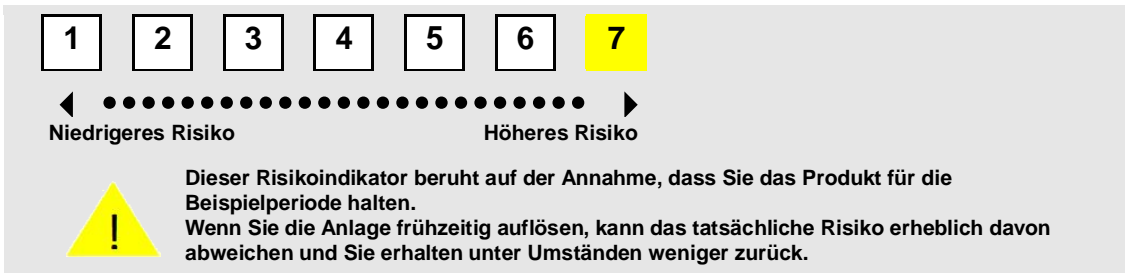 1 2 3 4 5 6 7
Niedrigeres Risiko Höheres Risiko
Dieser Risikoindikator beruht auf der Annahme, dass Sie das Produkt für die
Beispielperiode halten.
Wenn Sie die Anlage frühzeitig auflösen, kann das tatsächliche Risiko erheblich davon
abweichen und Sie erhalten unter Umständen weniger zurück.
!